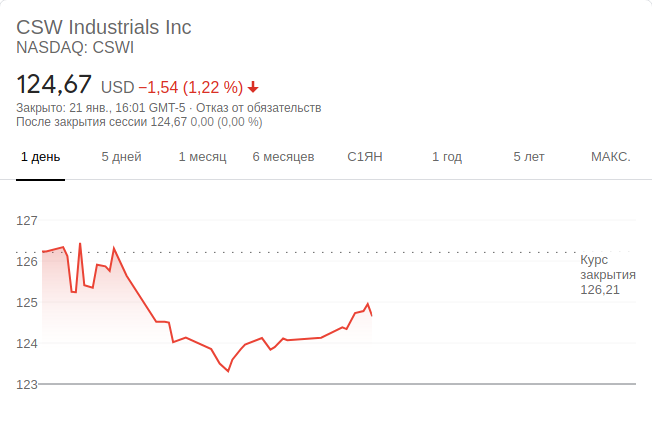 CSW Industrials Inc
NASDAQ: CSWI
124,67 USD −1,54 (1,22 %)
Закрыто: 21 янв., 16:01 GMT-5 · Отказ от обязательств
После закрытия сессии 124,67 0,00 (0,00 %)
1 день 5 дней 1 месяц 6 месяцев С1ЯН 1 год 5 лет МАКС.
127
126
125
124
123
Курс
закрытия
126,21